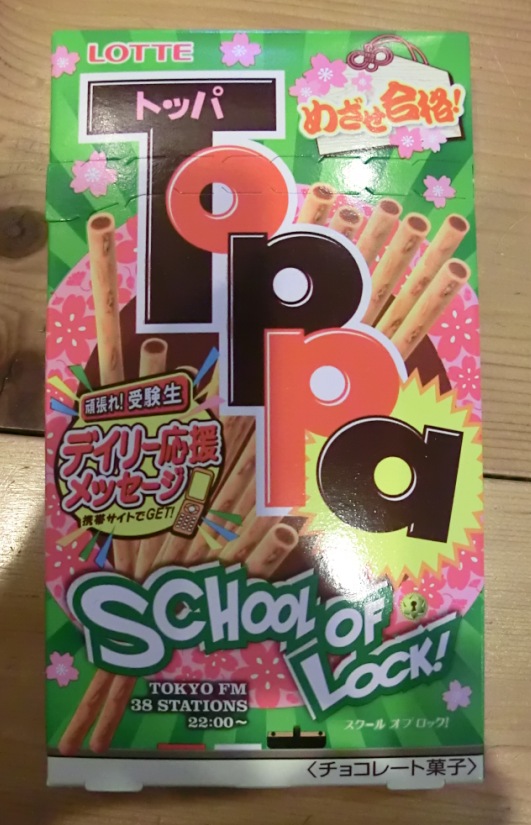 LOTTE
トッパ
Toppa
めざせ合格!
頑張れ!受験生
デイリー応援
メッセージ
携帯サイトでGET!
SCHOOL OF
LOCK!
TOKYO FM
38 STATIONS
22:00〜
スクール オブ ロック!
〈チョコレート菓子〉